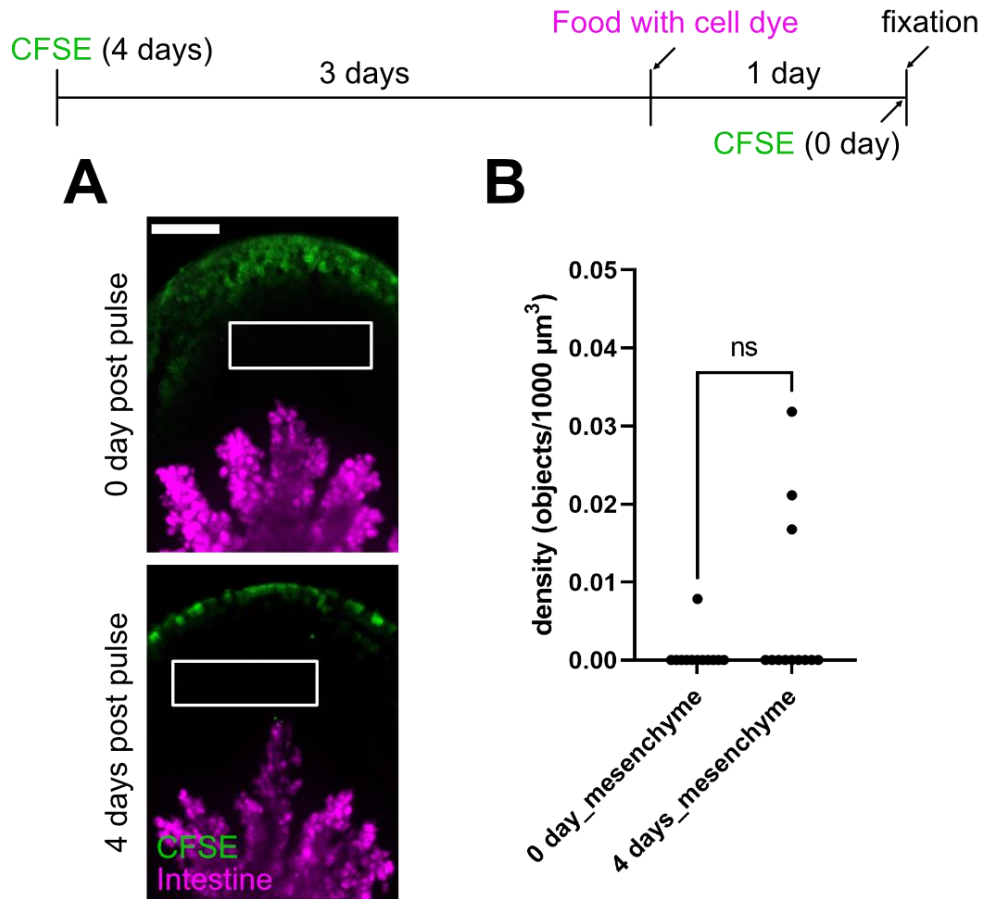 Food with cell dye
fixation
CFSE (4 days)
3 days
1 day
CFSE (0 day)
A
B
0 day post pulse
4 days post pulse
CFSE
Intestine
density (objects/1000 µm³)
0.05
0.04
0.03
0.02
0.01
0.00
ns
0 day_mesenchyme
4 days_mesenchyme